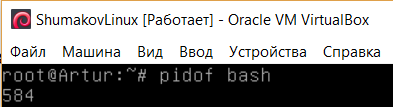 ShumakovLinux [Работает] - Oracle VM VirtualBox
Файл Машина Вид Ввод Устройства Справка
root@Artur:~# pidof bash
584